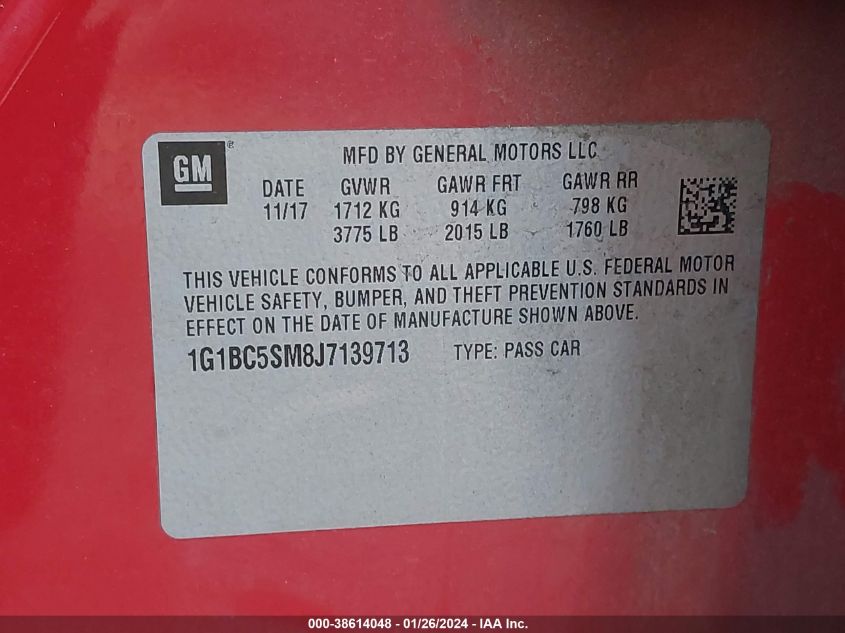 GM®
MFD BY GENERAL MOTORS LLC
DATE GVWR GAWR FRT GAWR RR
11/17 1712 KG 914 KG 798 KG
3775 LB 2015 LB 1760 LB
THIS VEHICLE CONFORMS TO ALL APPLICABLE U.S. FEDERAL MOTOR
VEHICLE SAFETY, BUMPER, AND THEFT PREVENTION STANDARDS IN
EFFECT ON THE DATE OF MANUFACTURE SHOWN ABOVE.
1G1BC5SM8J7139713 TYPE: PASS CAR
000-38614048 - 01/26/2024 - IAA Inc.